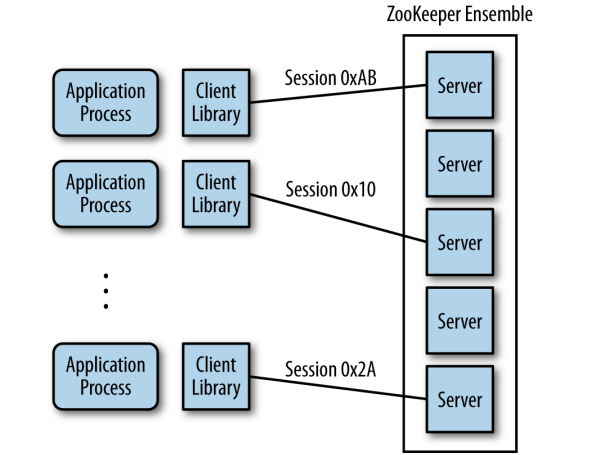 ZooKeeper Ensemble
Application
Process
Client
Library
Session 0xAB
Server
Server
Application
Process
Client
Library
Session 0x10
Server
Server
Application
Process
Client
Library
Session 0x2A
Server